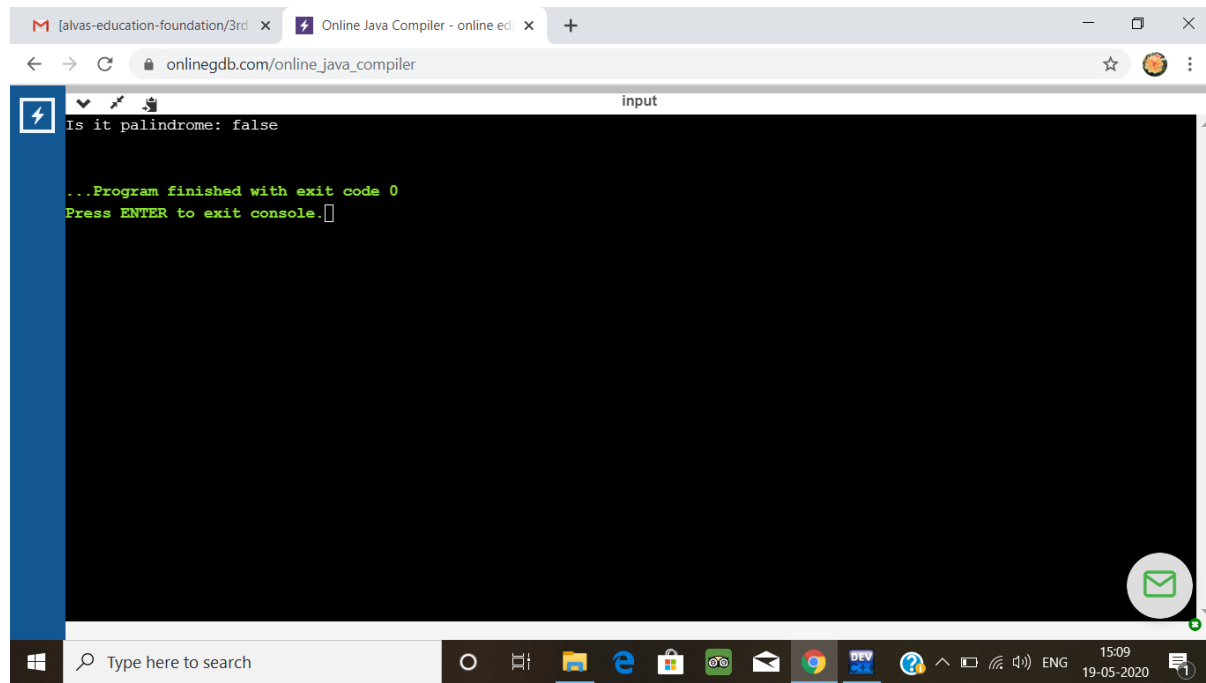 [alvas-education-foundation/3rd
Online Java Compiler - online edi
onlinegdb.com/online_java_compiler
input
Is it palindrome: false
...Program finished with exit code 0
Press ENTER to exit console.
Type here to search
DEV
ENG
15:09
19-05-2020
1